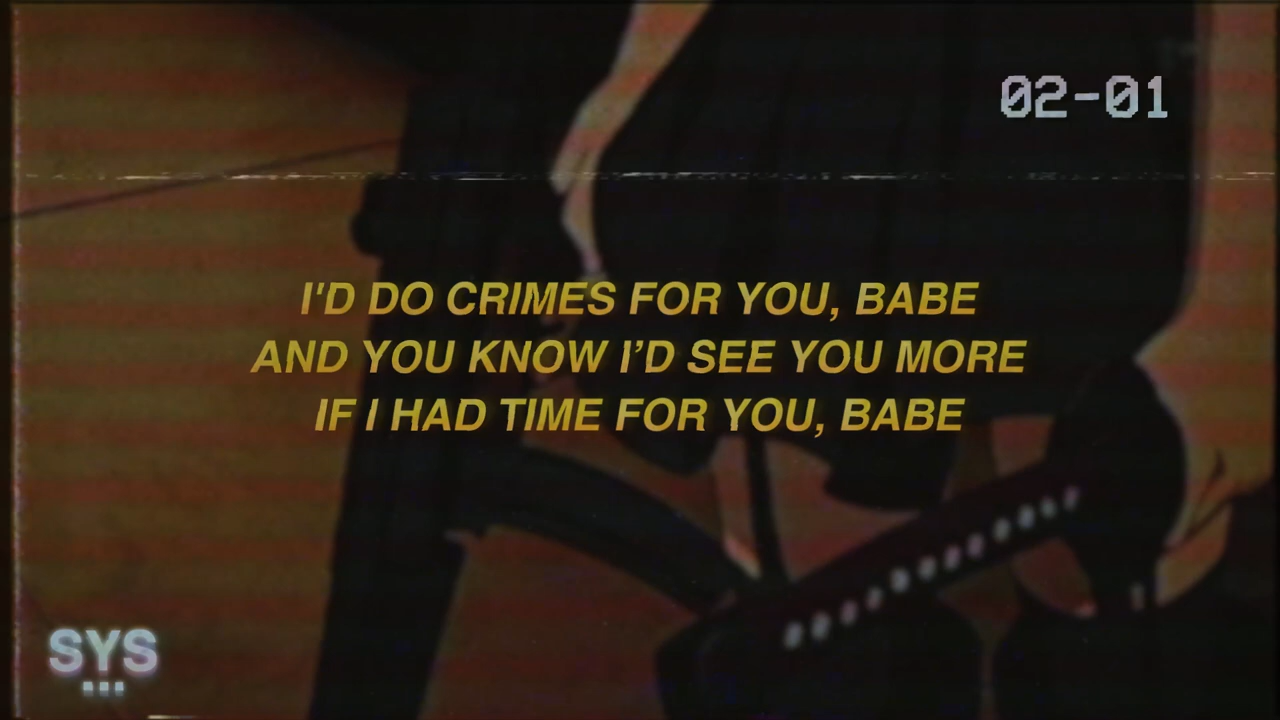 02-01
I'D DO CRIMES FOR YOU, BABE
AND YOU KNOW I’D SEE YOU MORE
IF I HAD TIME FOR YOU, BABE
SYS